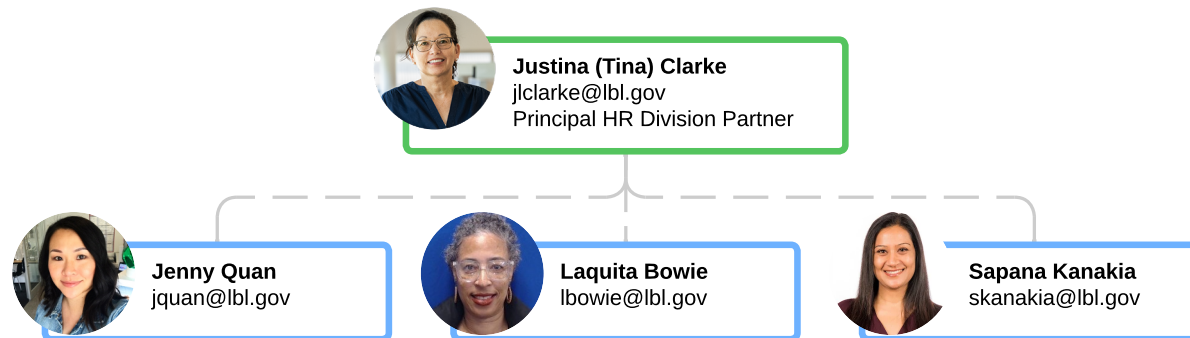 Justina (Tina) Clarke
jlclarke@lbl.gov
Principal HR Division Partner
Jenny Quan
jquan@lbl.gov
Laquita Bowie
lbowie@lbl.gov
Sapana Kanakia
skanakia@lbl.gov